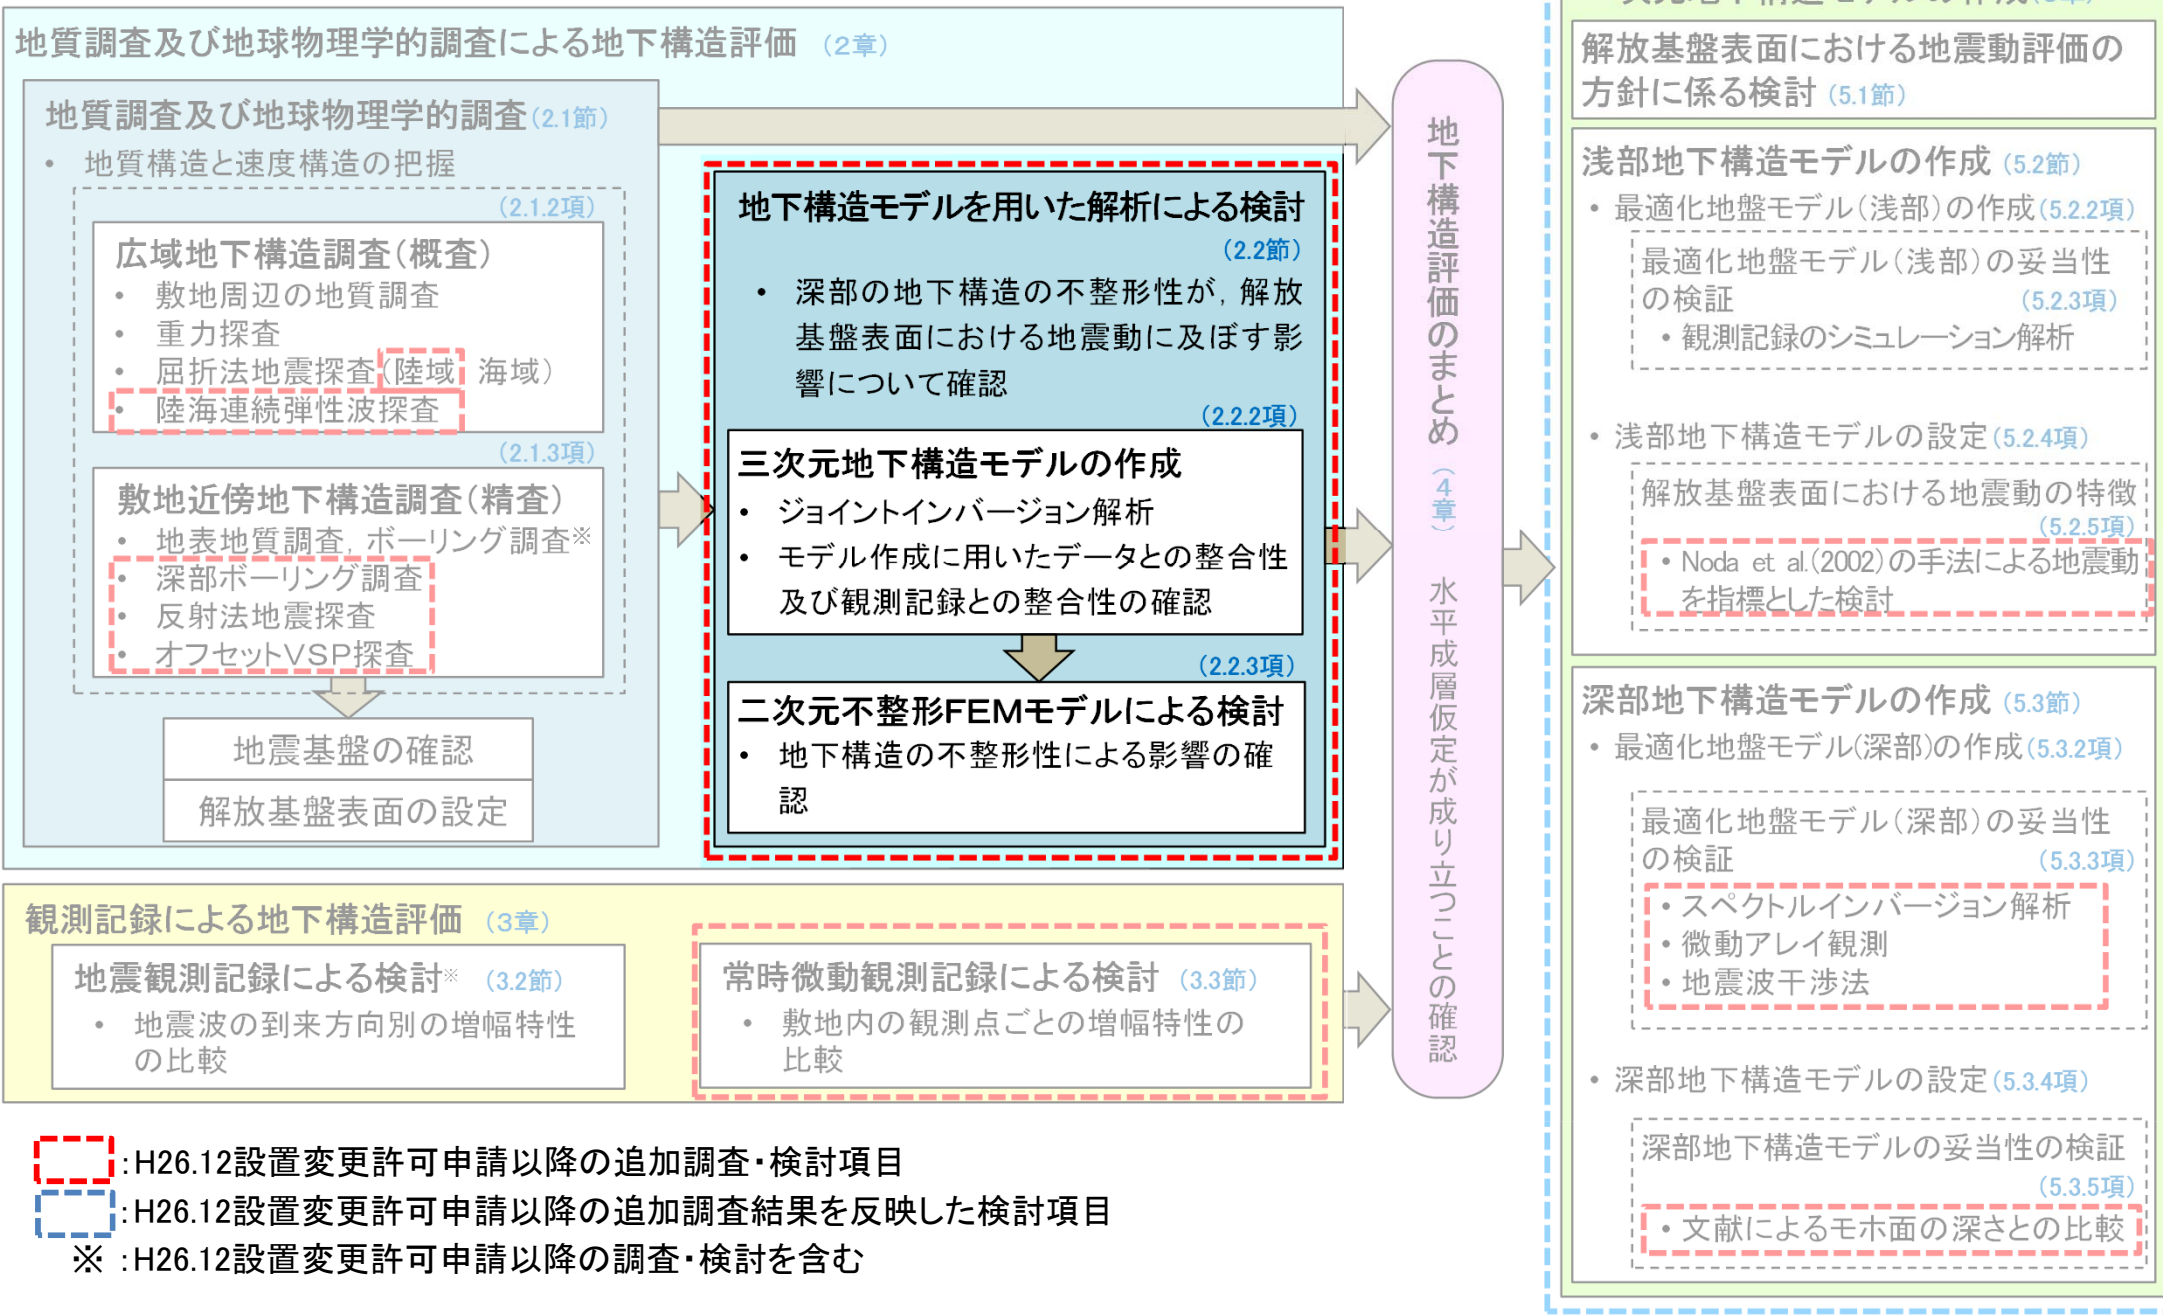 地質調査及び地球物理学的調査による地下構造評価 (2章)
地質調査及び地球物理学的調査(2.1節)
• 地質構造と速度構造の把握
(2.1.2項)
広域地下構造調査(概査)
• 敷地周辺の地質調査
• 重力探査
• 屈折法地震探査(陸域 海域)
• 陸海連続弾性波探査
(2.1.3項)
敷地近傍地下構造調査(精査)
• 地表地質調査, ボーリング調査※
• 深部ボーリング調査
• 反射法地震探査
• オフセットVSP探査
地震基盤の確認
解放基盤表面の設定
地下構造モデルを用いた解析による検討
(2.2節)
• 深部の地下構造の不整形性が, 解放
基盤表面における地震動に及ぼす影
響について確認
(2.2.2項)
三次元地下構造モデルの作成
• ジョイントインバージョン解析
• モデル作成に用いたデータとの整合性
及び観測記録との整合性の確認
(2.2.3項)
二次元不整形FEMモデルによる検討
• 地下構造の不整形性による影響の確
認
観測記録による地下構造評価 (3章)
地震観測記録による検討※ (3.2節)
• 地震波の到来方向別の増幅特性
の比較
常時微動観測記録による検討 (3.3節)
• 敷地内の観測点ごとの増幅特性の
比較
地下構造評価のまとめ(4章) 水平成層仮定が成り立つことの確認
解放基盤表面における地震動評価の
方針に係る検討 (5.1節)
浅部地下構造モデルの作成 (5.2節)
• 最適化地盤モデル(浅部)の作成(5.2.2項)
最適化地盤モデル(浅部)の妥当性
の検証 (5.2.3項)
• 観測記録のシミュレーション解析
• 浅部地下構造モデルの設定(5.2.4項)
解放基盤表面における地震動の特徴
(5.2.5項)
• Noda et al.(2002)の手法による地震動
を指標とした検討
深部地下構造モデルの作成 (5.3節)
• 最適化地盤モデル(深部)の作成(5.3.2項)
最適化地盤モデル(深部)の妥当性
の検証 (5.3.3項)
• スペクトルインバージョン解析
• 微動アレイ観測
• 地震波干渉法
• 深部地下構造モデルの設定(5.3.4項)
深部地下構造モデルの妥当性の検証
(5.3.5項)
• 文献によるモホ面の深さとの比較
:H26.12設置変更許可申請以降の追加調査・検討項目
:H26.12設置変更許可申請以降の追加調査結果を反映した検討項目
※ :H26.12設置変更許可申請以降の調査・検討を含む